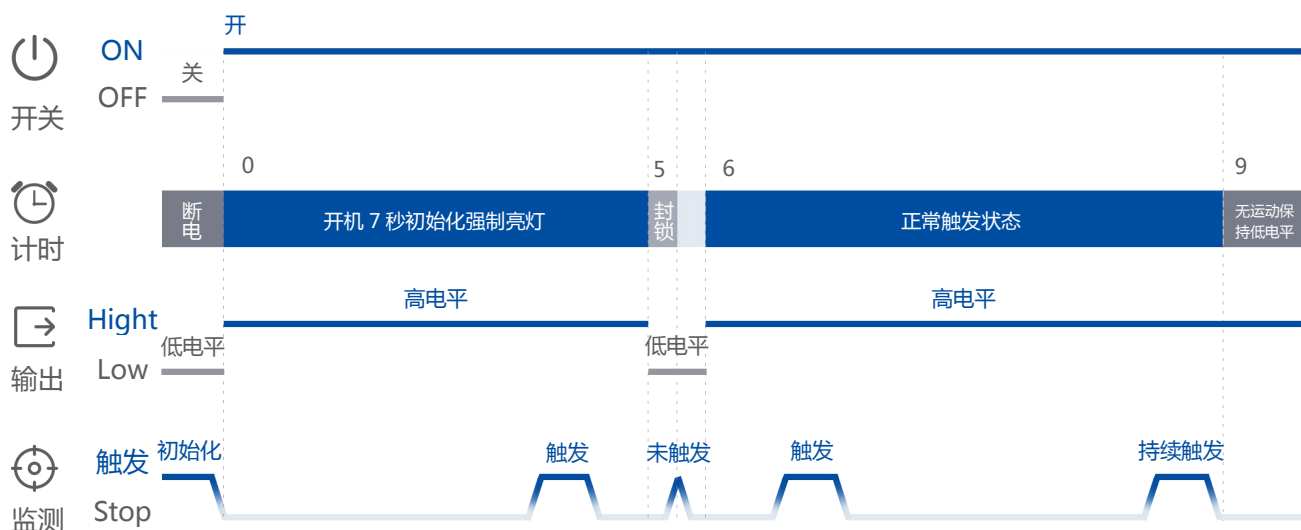 开
ON
关
OFF
开关
0
5
6
9
断电
开机 7 秒初始化强制亮灯
封锁
正常触发状态
无运动保
持低电平
计时
高电平
高电平
Hight
低电平
低电平
Low
输出
初始化
触发
未触发
触发
持续触发
触发
Stop
监测